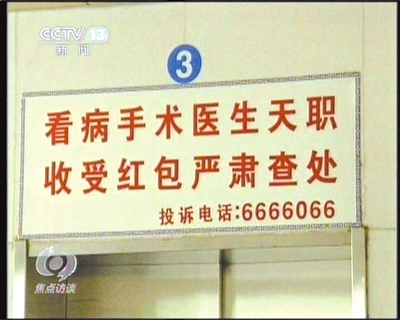 CCTV 13
新闻
3
看病手术医生天职
收受红包严肃查处
投诉电话:6666066
焦点访谈